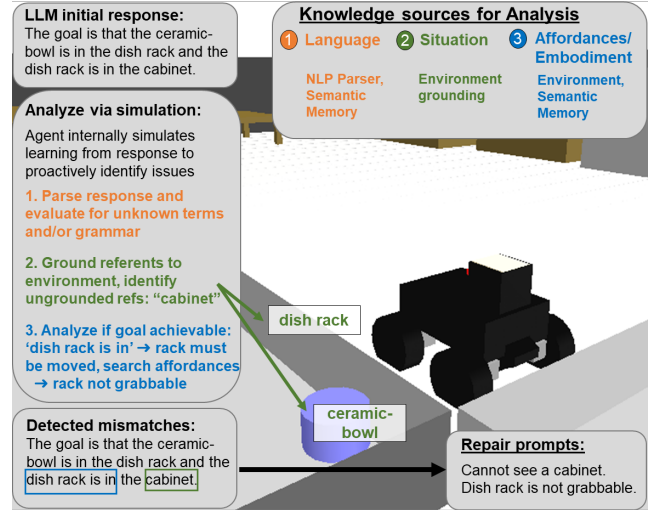 LLM initial response:
The goal is that the ceramic-
bowl is in the dish rack and the
dish rack is in the cabinet.
Knowledge sources for Analysis
1 Language
NLP Parser,
Semantic
Memory
2 Situation
Environment
grounding
3 Affordances/
Embodiment
Environment,
Semantic
Memory
Analyze via simulation:
Agent internally simulates
learning from response to
proactively identify issues
1. Parse response and
evaluate for unknown terms
and/or grammar
2. Ground referents to
environment, identify
ungrounded refs: “cabinet”
3. Analyze if goal achievable:
‘dish rack is in’ → rack must
be moved, search affordances
→ rack not grabbable
dish rack
ceramic-
bowl
Detected mismatches:
The goal is that the ceramic-
bowl is in the dish rack and the
dish rack is in the cabinet.
Repair prompts:
Cannot see a cabinet.
Dish rack is not grabbable.